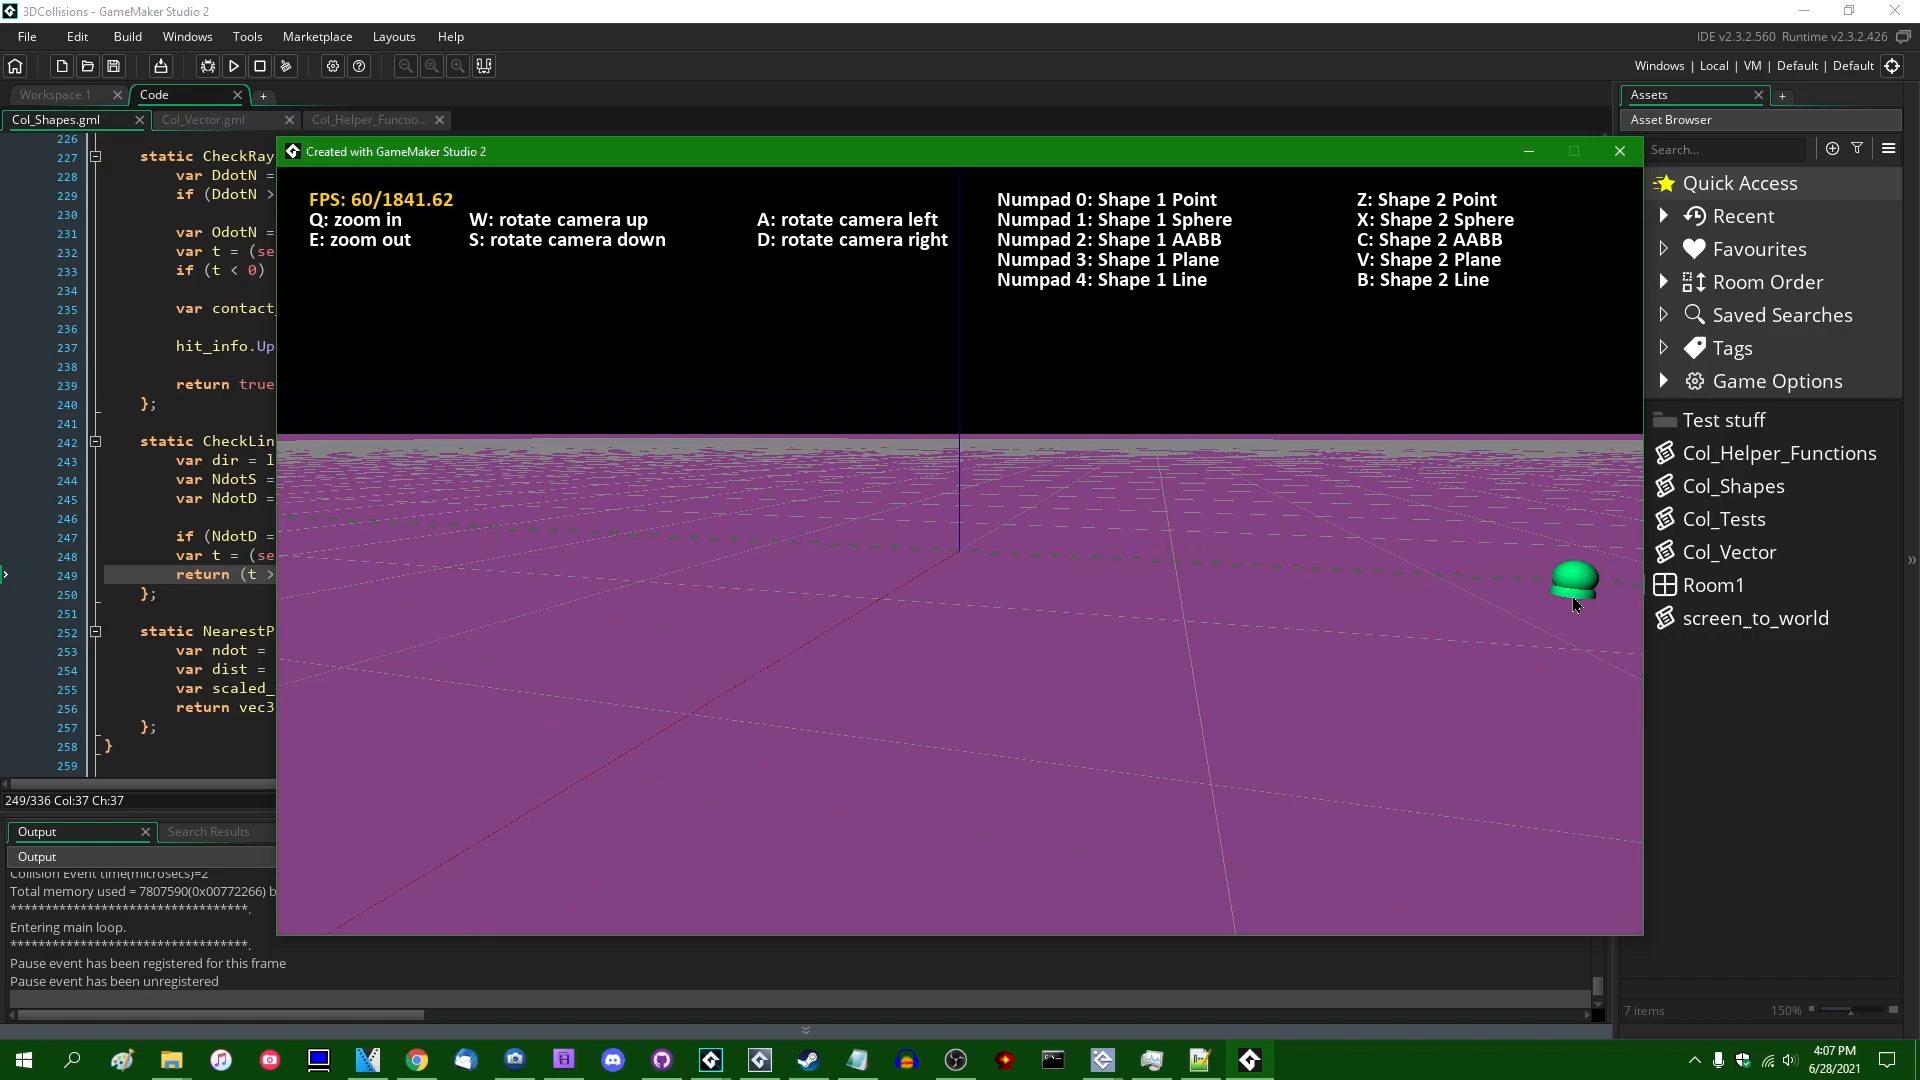 3DCollisions - GameMaker Studio 2
File Edit Build Windows Tools Marketplace Layouts Help
IDE v2.3.2.560 Runtime v2.3.2.426
Windows | Local | VM | Default | Default
Workspace 1
Code
Assets
Col_Shapes.gml
Col_Vector.gml
Col_Helper_Functio...
Asset Browser
226
227 static CheckRay
228 var DdotN =
229 if (DdotN >
230
231 var OdotN =
232 var t = (se
233 if (t < 0)
234
235 var contact_
236
237 hit_info.Up
238
239 return true
240 };
241
242 static CheckLin
243 var dir = l
244 var NdotS =
245 var NdotD =
246
247 if (NdotD =
248 var t = (se
249 return (t >
250 };
251
252 static NearestP
253 var ndot =
254 var dist =
255 var scaled_
256 return vec3
257 };
258 }
259
249/336 Col:37 Ch:37
Created with GameMaker Studio 2
FPS: 60/1841.62
Q: zoom in W: rotate camera up A: rotate camera left
E: zoom out S: rotate camera down D: rotate camera right
Numpad 0: Shape 1 Point Z: Shape 2 Point
Numpad 1: Shape 1 Sphere X: Shape 2 Sphere
Numpad 2: Shape 1 AABB C: Shape 2 AABB
Numpad 3: Shape 1 Plane V: Shape 2 Plane
Numpad 4: Shape 1 Line B: Shape 2 Line
Search...
Quick Access
Recent
Favourites
Room Order
Saved Searches
Tags
Game Options
Test stuff
Col_Helper_Functions
Col_Shapes
Col_Tests
Col_Vector
Room1
screen_to_world
7 items
150%
Output
Search Results
Output
Collision Event time(microsecs)=2
Total memory used = 7807590(0x00772266) b
**********************************.
Entering main loop.
**********************************.
Pause event has been registered for this frame
Pause event has been unregistered
4:07 PM
6/28/2021